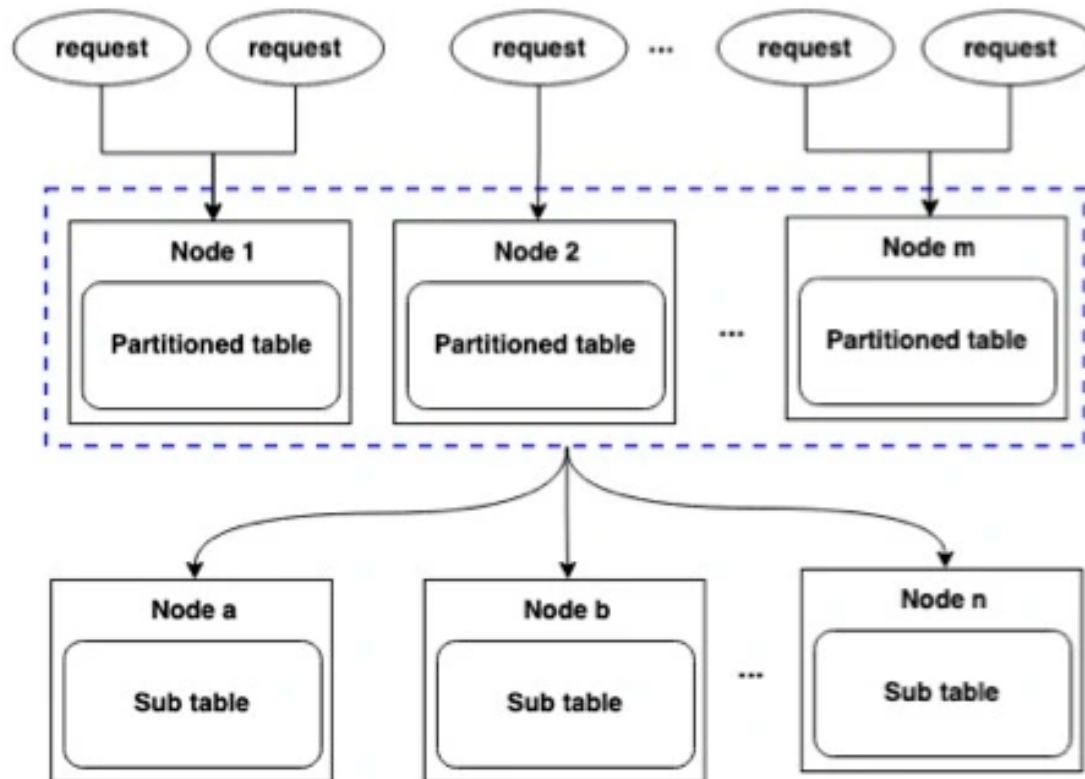 request
request
request
...
request
request
Node 1
Node 2
Node m
Partitioned table
Partitioned table
...
Partitioned table
Node a
Node b
Node n
Sub table
Sub table
...
Sub table